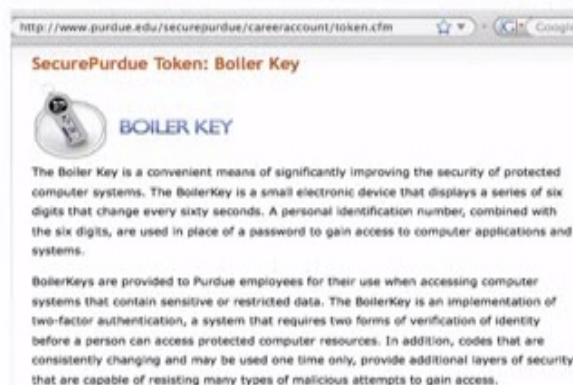 http://www.purdue.edu/securepurdue/careeraccount/token.cfm
Google
SecurePurdue Token: Boiler Key
BOILER KEY
The Boiler Key is a convenient means of significantly improving the security of protected
computer systems. The BoilerKey is a small electronic device that displays a series of six
digits that change every sixty seconds. A personal identification number, combined with
the six digits, are used in place of a password to gain access to computer applications and
systems.
BoilerKeys are provided to Purdue employees for their use when accessing computer
systems that contain sensitive or restricted data. The BoilerKey is an implementation of
two-factor authentication, a system that requires two forms of verification of identity
before a person can access protected computer resources. In addition, codes that are
consistently changing and may be used one time only, provide additional layers of security
that are capable of resisting many types of malicious attempts to gain access.